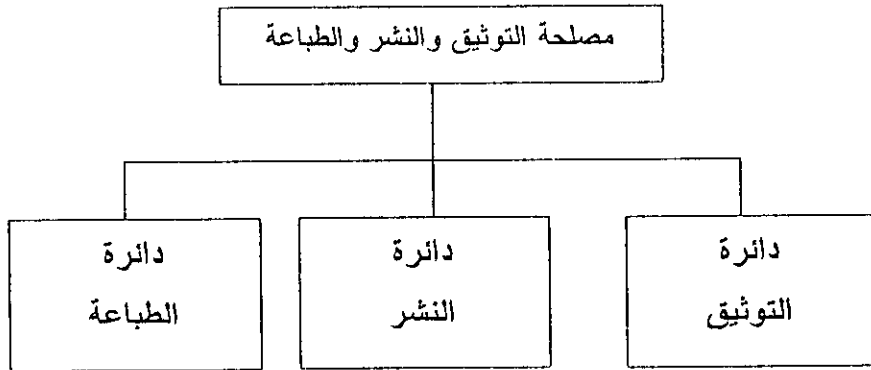 مصلحة التوثيق والنشر والطباعة
دائرة
التوثيق
دائرة
النشر
دائرة
الطباعة